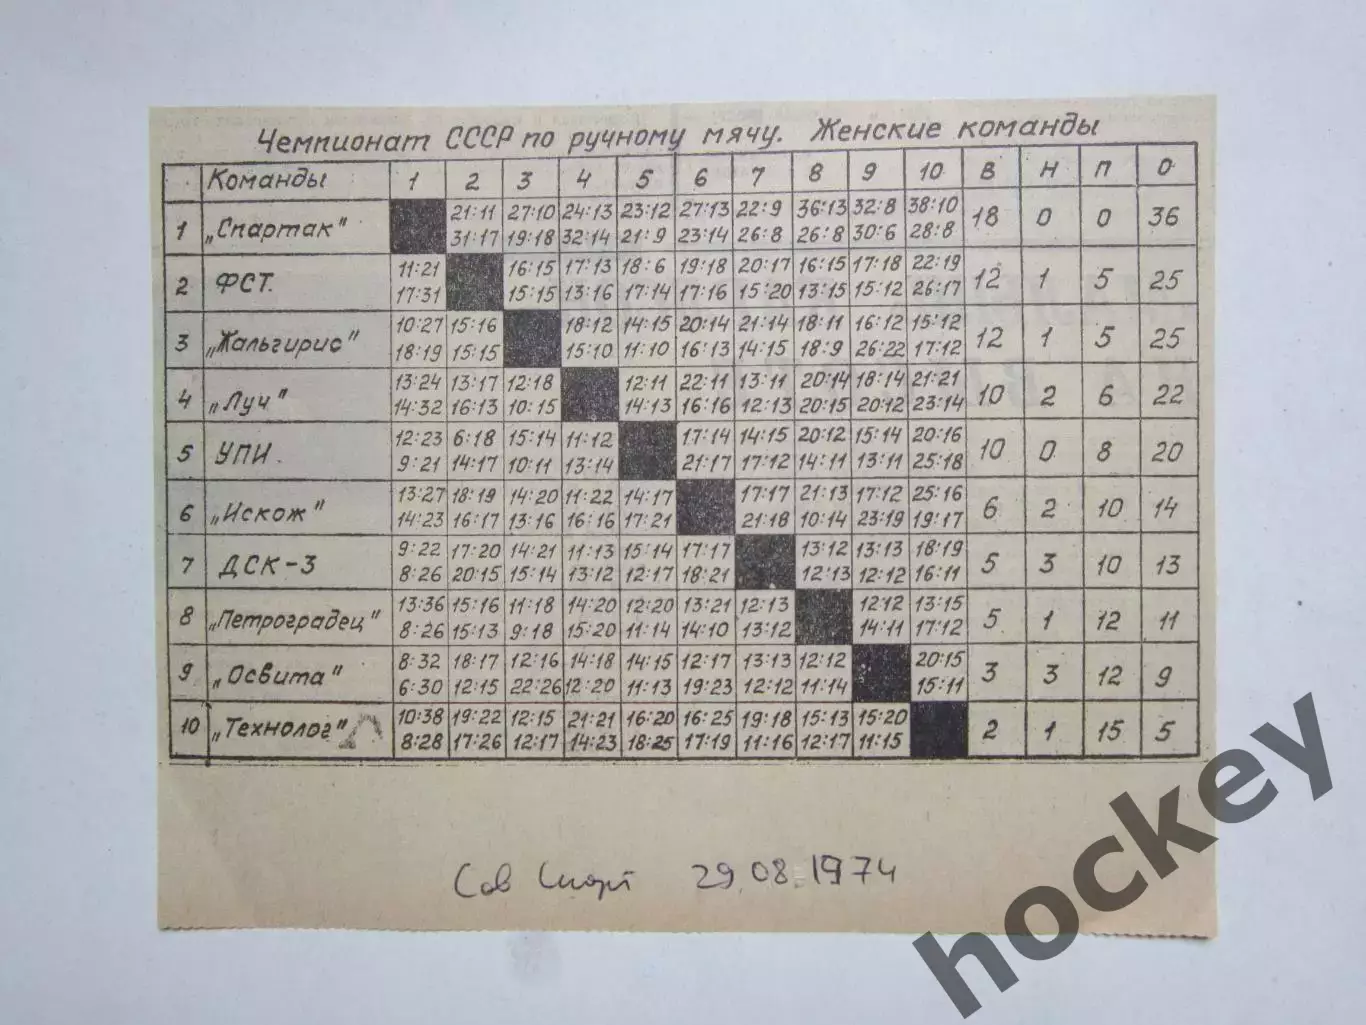 Чемпионат СССР по ручному мячу. Женские команды
Команды 1 2 3 4 5 6 7 8 9 10 В Н П О
1 „Спартак" 21:11 27:10 24:13 23:12 27:13 22:9 36:13 32:8 38:10 18 0 0 36
31:17 19:18 32:14 21:9 23:14 26:8 26:8 30:6 28:8
2 ФСТ. 11:21 16:15 17:13 18:6 19:18 20:17 16:15 17:18 22:19 12 1 5 25
17:31 15:15 13:16 17:14 17:16 15:20 13:15 15:12 26:17
3 „Жальгирис" 10:27 15:16 18:12 14:15 20:14 21:14 18:11 16:12 15:12 12 1 5 25
18:19 15:15 15:10 11:10 16:13 14:15 18:9 26:22 17:12
4 „Луч" 13:24 13:17 12:18 12:11 22:11 13:11 20:14 18:14 21:21 10 2 6 22
14:32 16:13 10:15 14:13 16:16 12:13 20:15 20:12 23:14
5 УПИ. 12:23 6:18 15:14 11:12 17:14 14:15 20:12 15:14 20:16 10 0 8 20
9:21 14:17 10:11 13:14 21:17 17:12 14:11 13:11 25:18
6 „Искож" 13:27 18:19 14:20 11:22 14:17 17:17 21:13 17:12 25:16 6 2 10 14
14:23 16:17 13:16 16:16 17:21 21:18 10:14 23:19 19:17
7 ДСК-3 9:22 17:20 14:21 11:13 15:14 17:17 13:12 13:13 18:19 5 3 10 13
8:26 20:15 15:14 13:12 12:17 18:21 12:13 12:12 16:11
8 „Петроградец" 13:36 15:16 11:18 14:20 12:20 13:21 12:13 12:12 13:15 5 1 12 11
8:26 15:13 9:18 15:20 11:14 14:10 13:12 14:11 17:12
9 „Освита" 8:32 18:17 12:16 14:18 14:15 12:17 13:13 12:12 20:15 3 3 12 9
6:30 12:15 22:26 12:20 11:13 19:23 12:12 11:14 15:11
10 „Технолог" 10:38 19:22 12:15 21:21 16:20 16:25 19:18 15:13 15:20 2 1 15 5
8:28 17:26 12:17 14:23 18:25 17:19 11:16 12:17 11:15
Сов Спорт 29.08.1974
hockey